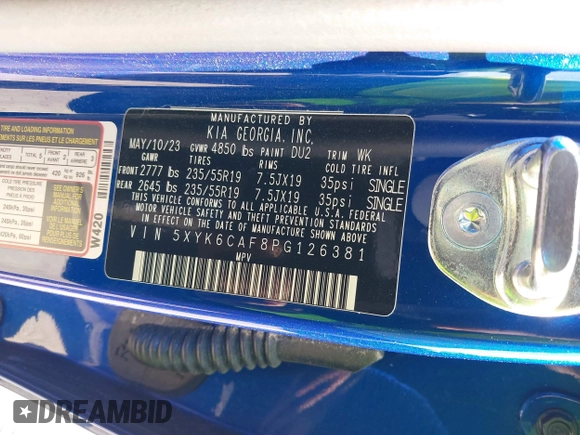 MANUFACTURED BY
KIA GEORGIA, INC.
MAY/10/23 GVWR 4850 lbs PAINT DU2 TRIM WK
GAWR TIRES RIMS COLD TIRE INFL
FRONT 2777 lbs 235/55R19 7.5JX19 35psi SINGLE
REAR 2645 lbs 235/55R19 7.5JX19 35psi SINGLE
THIS VEHICLE CONFORMS TO ALL APPLICABLE U.S.A. FEDERAL
MOTOR VEHICLE SAFETY, BUMPER, AND THEFT PREVENTION
STANDARDS IN EFFECT ON THE DATE OF MANUFACTURE SHOWN ABOVE.
VIN 5XYK6CAF8PG126381
MPV
TIRE AND LOADING INFORMATION
W420
DREAMBID